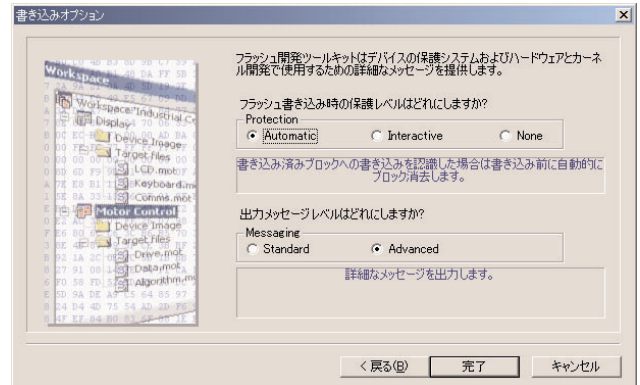 書き込みオプション
Workspace
Workspace "Industrial Co
Display
Device Image
Target files
LCD.mot
Keyboard.m
Comms.mot
Motor Control
Device Image
Target files
Drive.mot
Data.mot
Algorithm.m
フラッシュ開発ツールキットはデバイスの保護システムおよびハードウェアとカーネ
ル開発で使用するための詳細なメッセージを提供します。
フラッシュ書き込み時の保護レベルはどれにしますか?
Protection
Automatic
Interactive
None
書き込み済みブロックへの書き込みを認識した場合は書き込み前に自動的に
ブロック消去します。
出力メッセージレベルはどれにしますか?
Messaging
Standard
Advanced
詳細なメッセージを出力します。
< 戻る(B)
完了
キャンセル